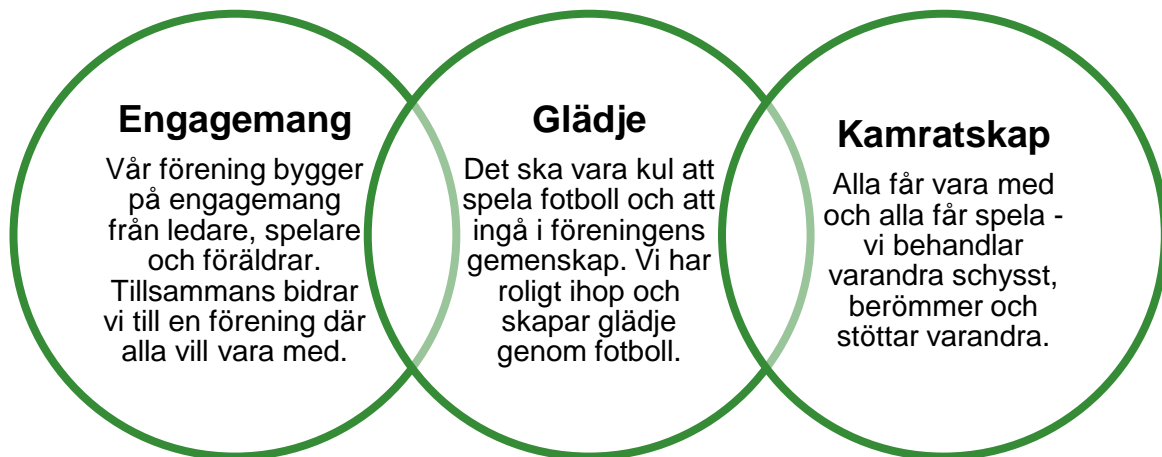 Engagemang
Vår förening bygger
på engagemang
från ledare, spelare
och föräldrar.
Tillsammans bidrar
vi till en förening där
alla vill vara med.
Glädje
Det ska vara kul att
spela fotboll och att
ingå i föreningens
gemenskap. Vi har
roligt ihop och
skapar glädje
genom fotboll.
Kamratskap
Alla får vara med
och alla får spela -
vi behandlar
varandra schysst,
berömmer och
stöttar varandra.